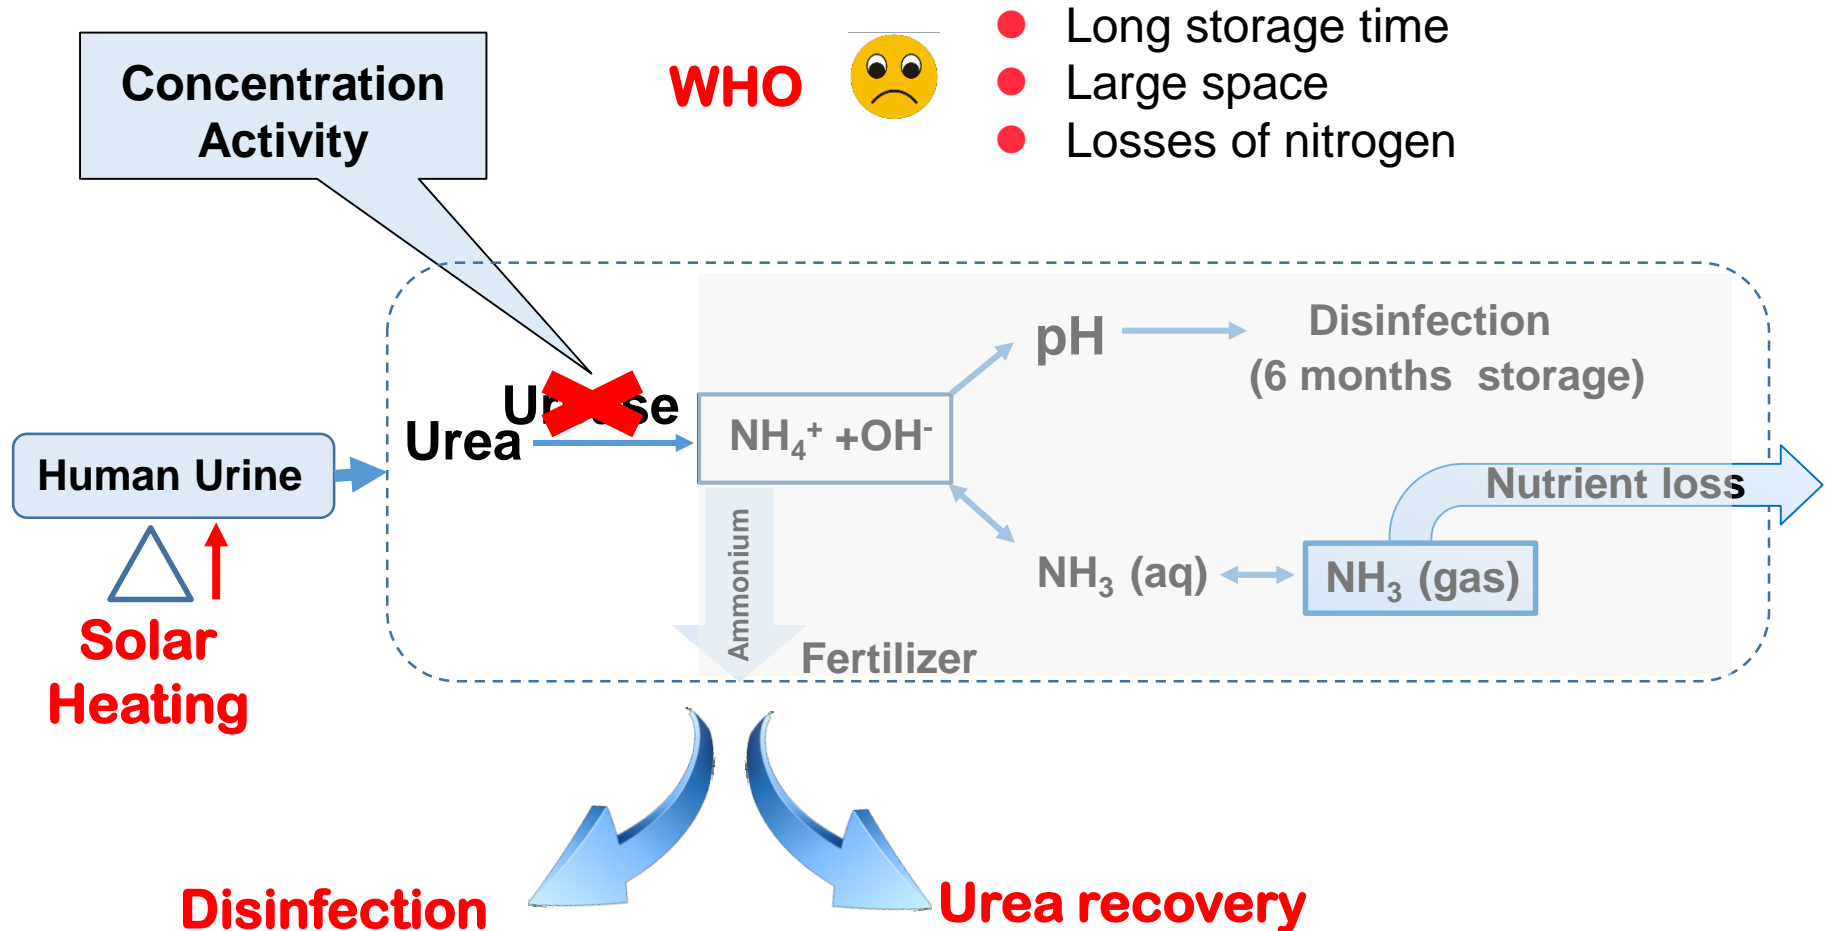 Concentration
Activity
WHO
Long storage time
Large space
Losses of nitrogen
Human Urine
Solar
Heating
Urea
NH₄⁺ +OH⁻
pH
Disinfection
(6 months storage)
NH₃ (aq)
NH₃ (gas)
Nutrient loss
Ammonium
Fertilizer
Disinfection
Urea recovery